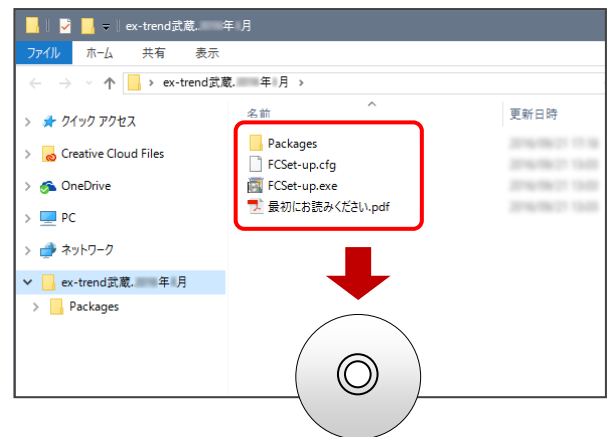 ex-trend武蔵. 年 月
ファイル ホーム 共有 表示
ex-trend武蔵. 年 月
名前 更新日時
クイック アクセス
Creative Cloud Files
OneDrive
PC
ネットワーク
ex-trend武蔵. 年 月
Packages
Packages
FCSet-up.cfg
FCSet-up.exe
最初にお読みください.pdf